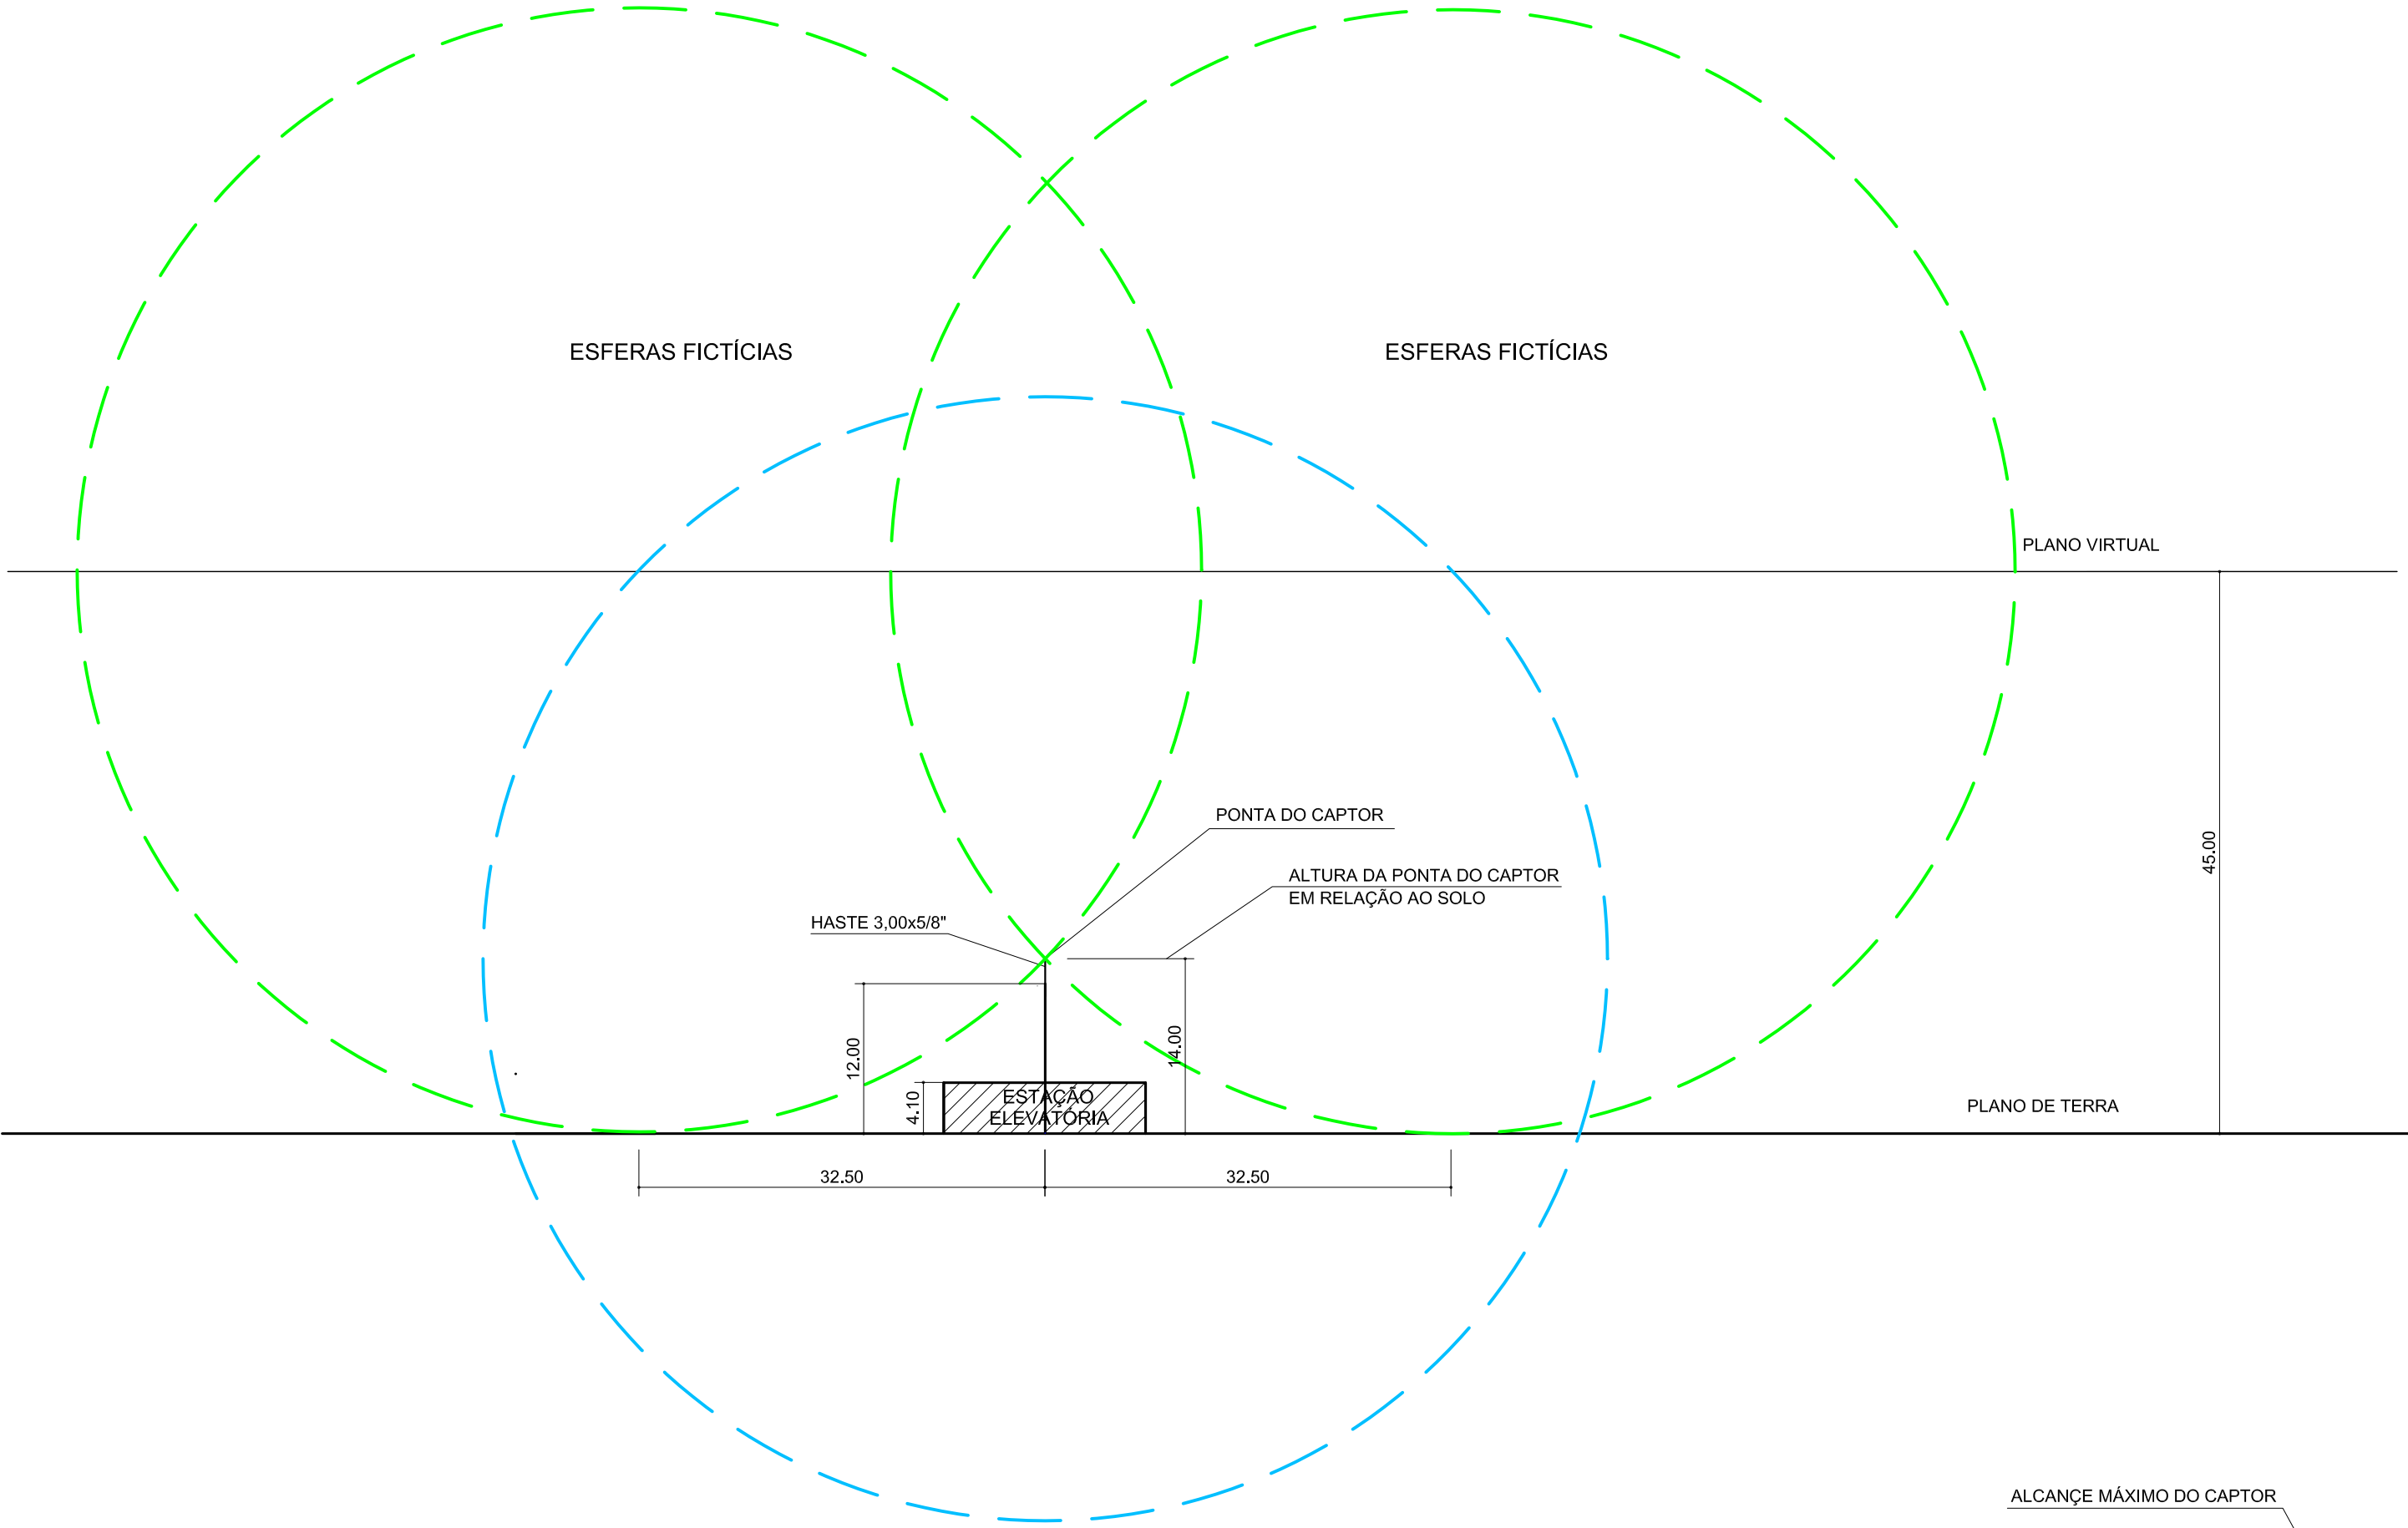 ESFERAS FICTÍCIAS
ESFERAS FICTÍCIAS
PLANO VIRTUAL
PONTA DO CAPTOR
45.00
ALTURA DA PONTA DO CAPTOR
EM RELAÇÃO AO SOLO
HASTE 3,00x5/8"
12.00
14.00
4.10
ESTAÇÃO
ELEVATÓRIA
PLANO DE TERRA
32.50
32.50
ALCANÇE MÁXIMO DO CAPTOR